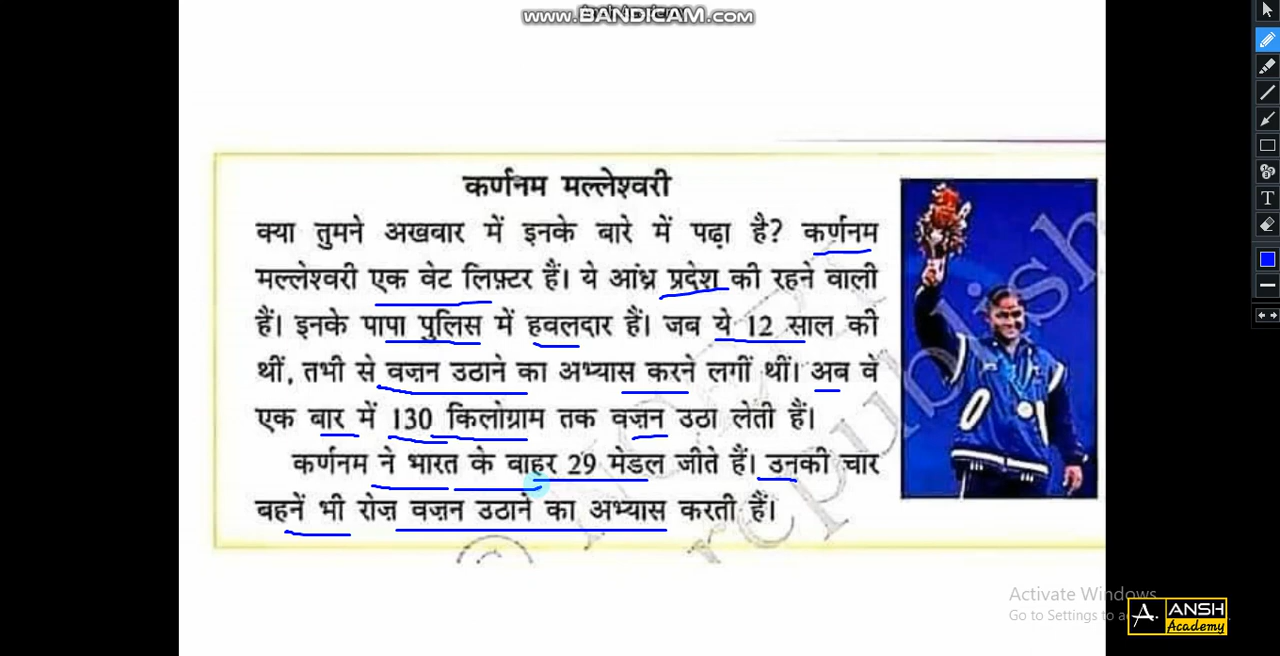 www.BANDICAM.com
कर्णनम मल्लेश्वरी
क्या तुमने अखबार में इनके बारे में पढ़ा है? कर्णनम
मल्लेश्वरी एक वेट लिफ़्टर हैं। ये आंध्र प्रदेश की रहने वाली
हैं। इनके पापा पुलिस में हवलदार हैं। जब ये 12 साल की
थीं, तभी से वज़न उठाने का अभ्यास करने लगीं थीं। अब वे
एक बार में 130 किलोग्राम तक वज़न उठा लेती हैं।
कर्णनम ने भारत के बाहर 29 मेडल जीते हैं। उनकी चार
बहनें भी रोज़ वज़न उठाने का अभ्यास करती हैं।
republish
Activate Windows
Go to Settings to
A. ANSH
Academy
T